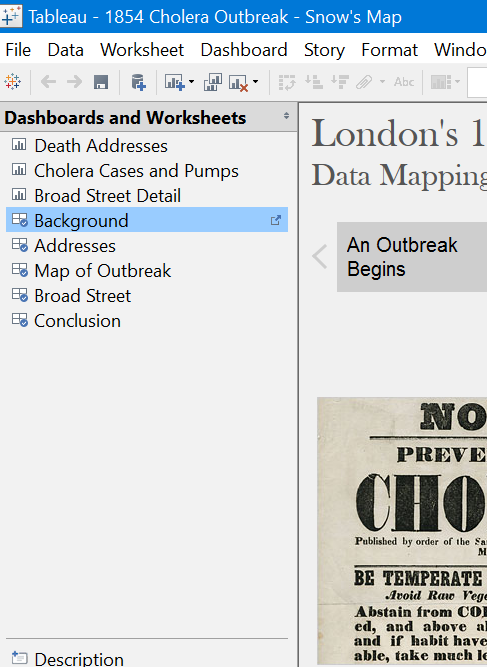 Tableau - 1854 Cholera Outbreak - Snow's Map
File Data Worksheet Dashboard Story Format Windo
Abc
Dashboards and Worksheets
Death Addresses
Cholera Cases and Pumps
Broad Street Detail
Background
Addresses
Map of Outbreak
Broad Street
Conclusion
Description
London's 1
Data Mapping
An Outbreak
Begins
NO
PREVE
CHO
Published by order of the Sa
M
BE TEMPERATE
Avoid Raw Vege
Abstain from COL
ed, and above al
and if habit have
able, take much le